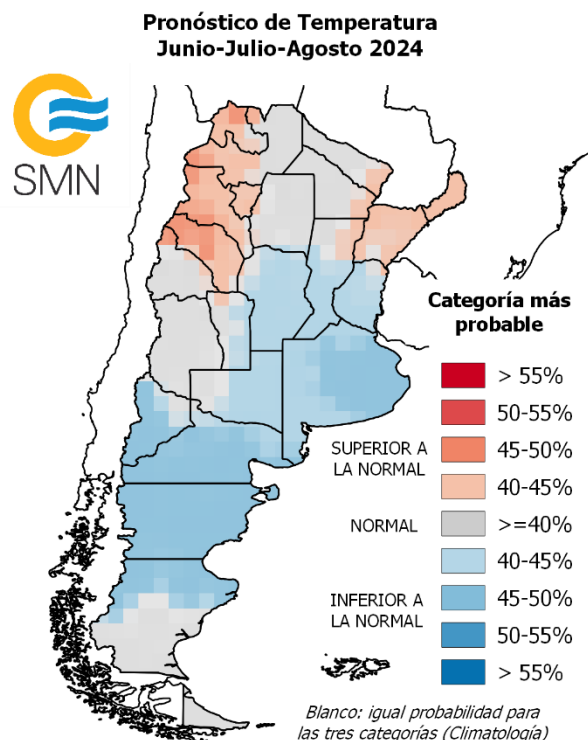 Pronóstico de Temperatura
Junio-Julio-Agosto 2024
SMN
Categoría más
probable
> 55%
50-55%
SUPERIOR A
LA NORMAL
45-50%
40-45%
NORMAL
>=40%
40-45%
INFERIOR A
LA NORMAL
45-50%
50-55%
> 55%
Blanco: igual probabilidad para
las tres categorías (Climatología)